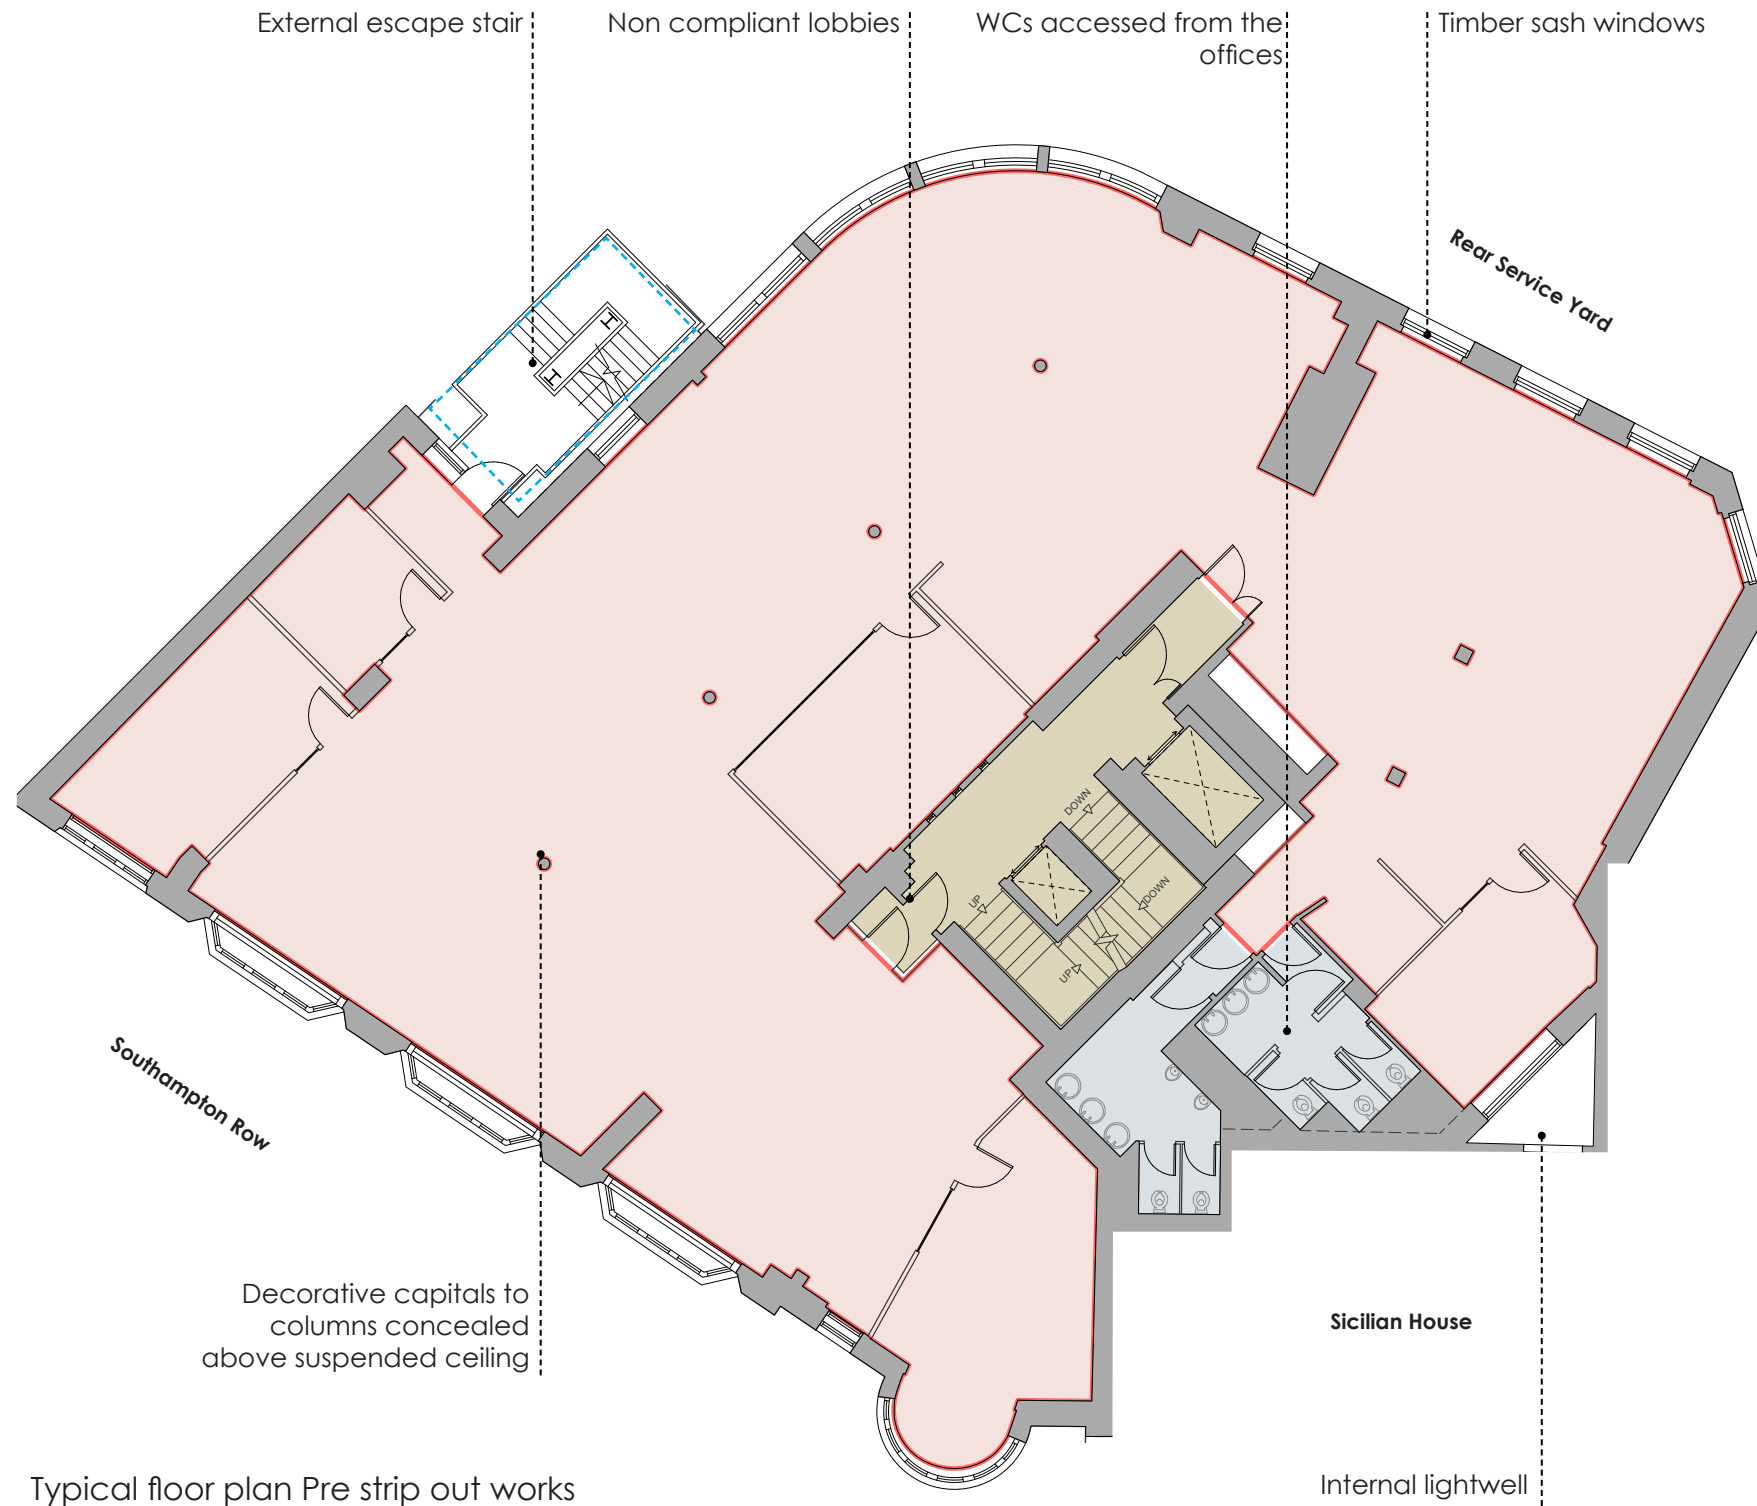 External escape stair
Non compliant lobbies
WCs accessed from the
offices
Timber sash windows
Rear Service Yard
DOWN
UP
DOWN
UP
Southampton Row
Decorative capitals to
columns concealed
above suspended ceiling
Sicilian House
Internal lightwell
Typical floor plan Pre strip out works